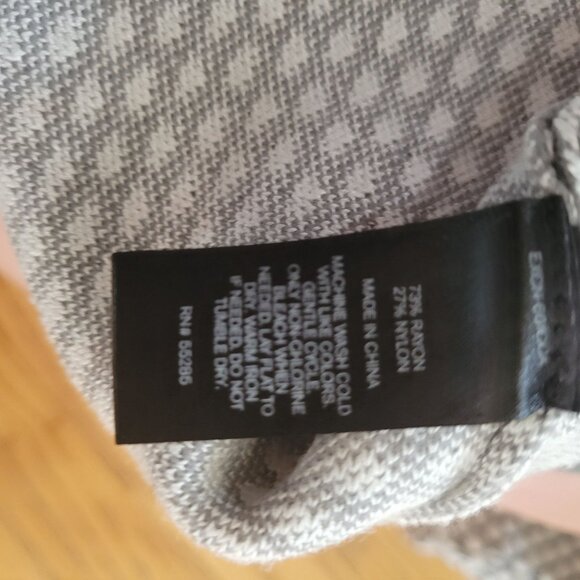 73% RAYON
27% NYLON
MADE IN CHINA
MACHINE WASH COLD
WITH LIKE COLORS,
GENTLE CYCLE.
ONLY NON-CHLORINE
BLEACH WHEN
NEEDED. LAY FLAT TO
DRY. WARM IRON
IF NEEDED. DO NOT
TUMBLE DRY.
RN# 55285